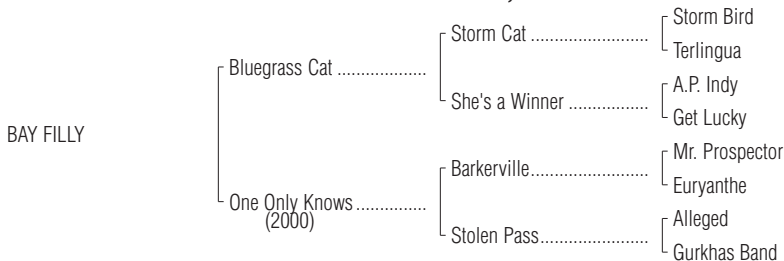 Storm Bird
Storm Cat ..........................
Terlingua
Bluegrass Cat ...................
A.P. Indy
She's a Winner .................
Get Lucky
BAY FILLY
Mr. Prospector
Barkerville..........................
Euryanthe
One Only Knows ...............
(2000)
Alleged
Stolen Pass........................
Gurkhas Band